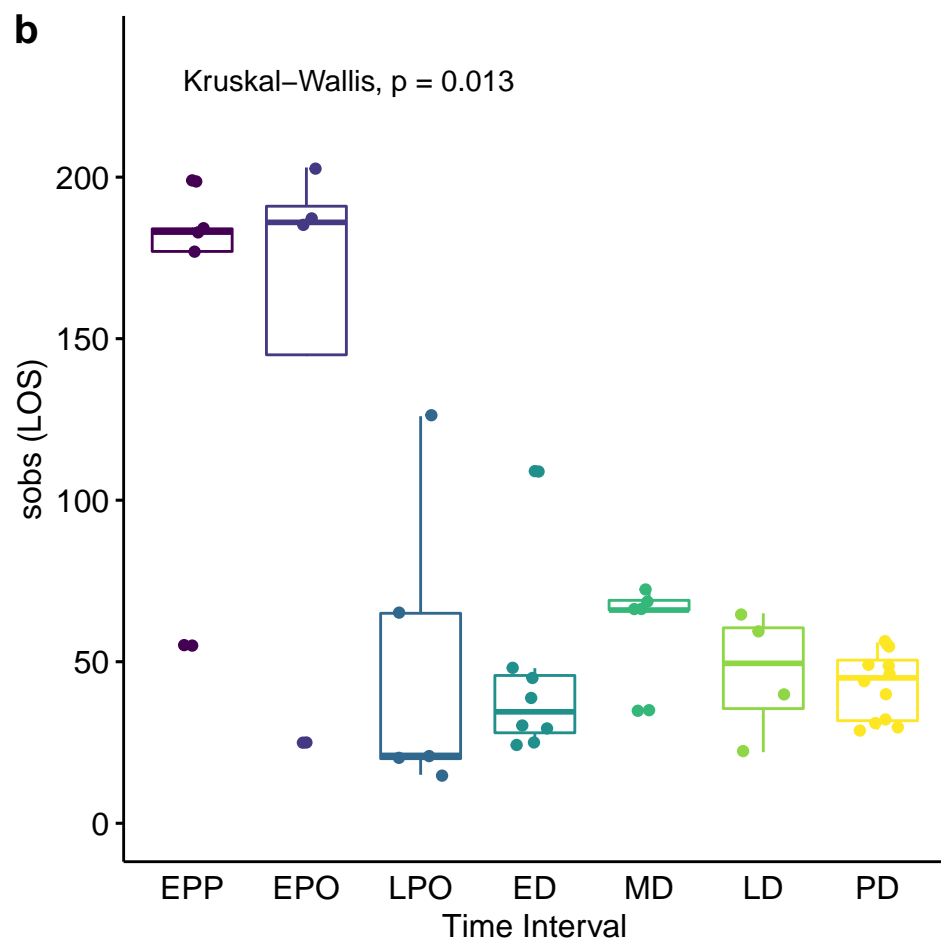 b
Kruskal−Wallis, p = 0.013
sobs (LOS)
200
150
100
50
0
EPP EPO LPO ED MD LD PD
Time Interval